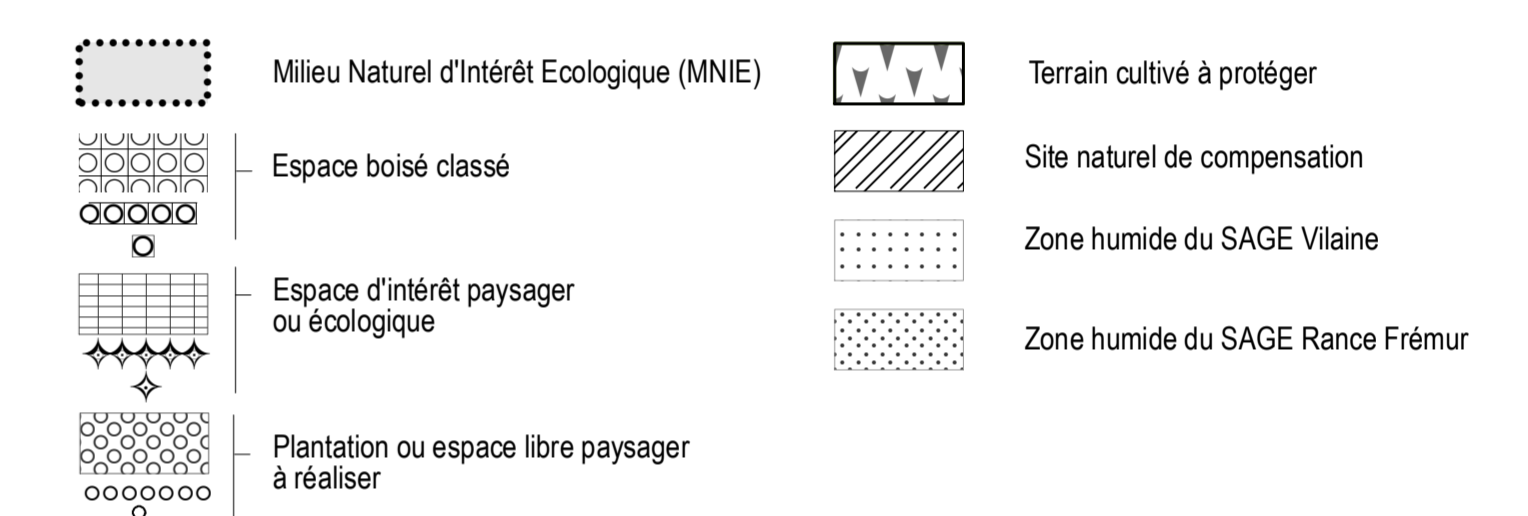 Milieu Naturel d'Intérêt Ecologique (MNIE)
Espace boisé classé
Espace d'intérêt paysager
ou écologique
Plantation ou espace libre paysager
à réaliser
Terrain cultivé à protéger
Site naturel de compensation
Zone humide du SAGE Vilaine
Zone humide du SAGE Rance Frémur